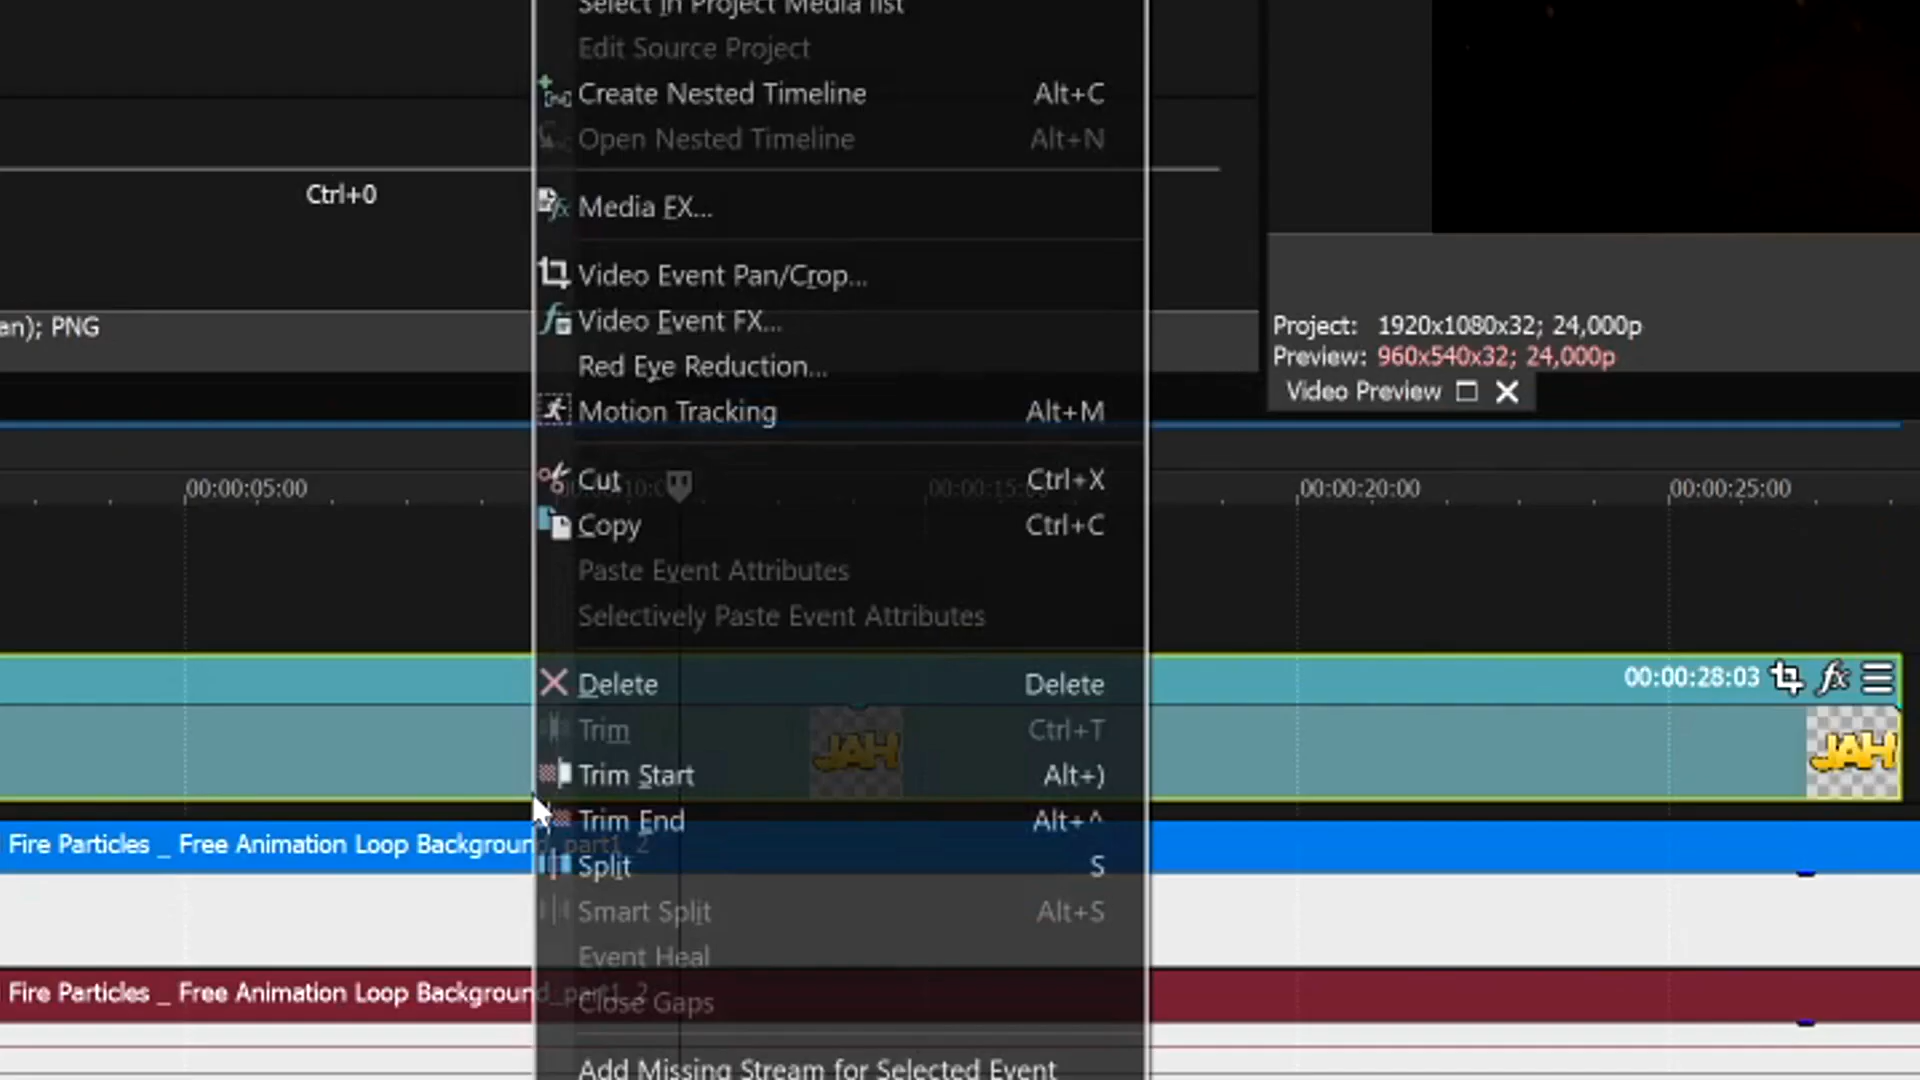 Select in Project Media list
Edit Source Project
Create Nested Timeline Alt+C
Open Nested Timeline Alt+N
Ctrl+0
Media FX...
Video Event Pan/Crop...
an); PNG
Video Event FX...
Project: 1920x1080x32; 24,000p
Preview: 960x540x32; 24,000p
Red Eye Reduction...
Video Preview
Motion Tracking Alt+M
Cut Ctrl+X
00:00:05:00
00:00:15:00
00:00:20:00
00:00:25:00
Copy Ctrl+C
Paste Event Attributes
Selectively Paste Event Attributes
Delete Delete
00:00:28:03
fx
Trim Ctrl+T
JAH
JAH
Trim Start Alt+)
Trim End Alt+^
Fire Particles _ Free Animation Loop Background_part1_2
Split S
Smart Split Alt+S
Event Heal
Fire Particles _ Free Animation Loop Background_part1_2
Close Gaps
Add Missing Stream for Selected Event